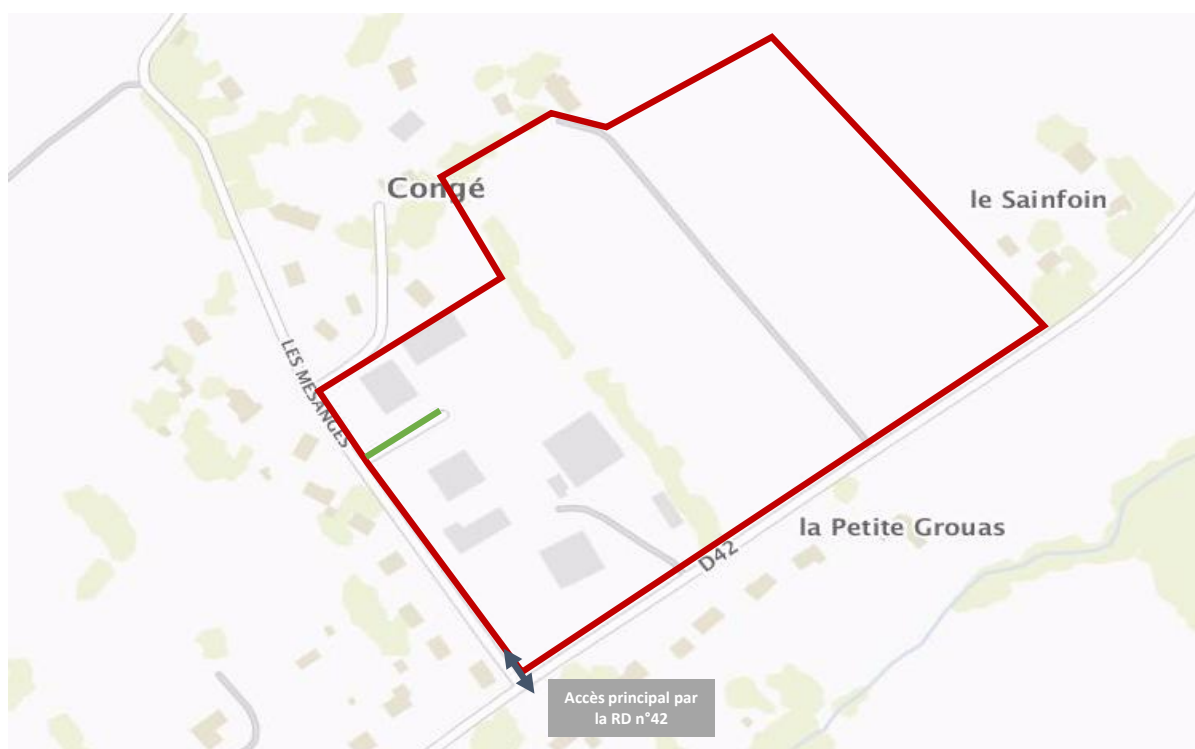 Congé
le Sainfoin
LES MESANGES
la Petite Grouas
D42
Accès principal par
la RD n°42